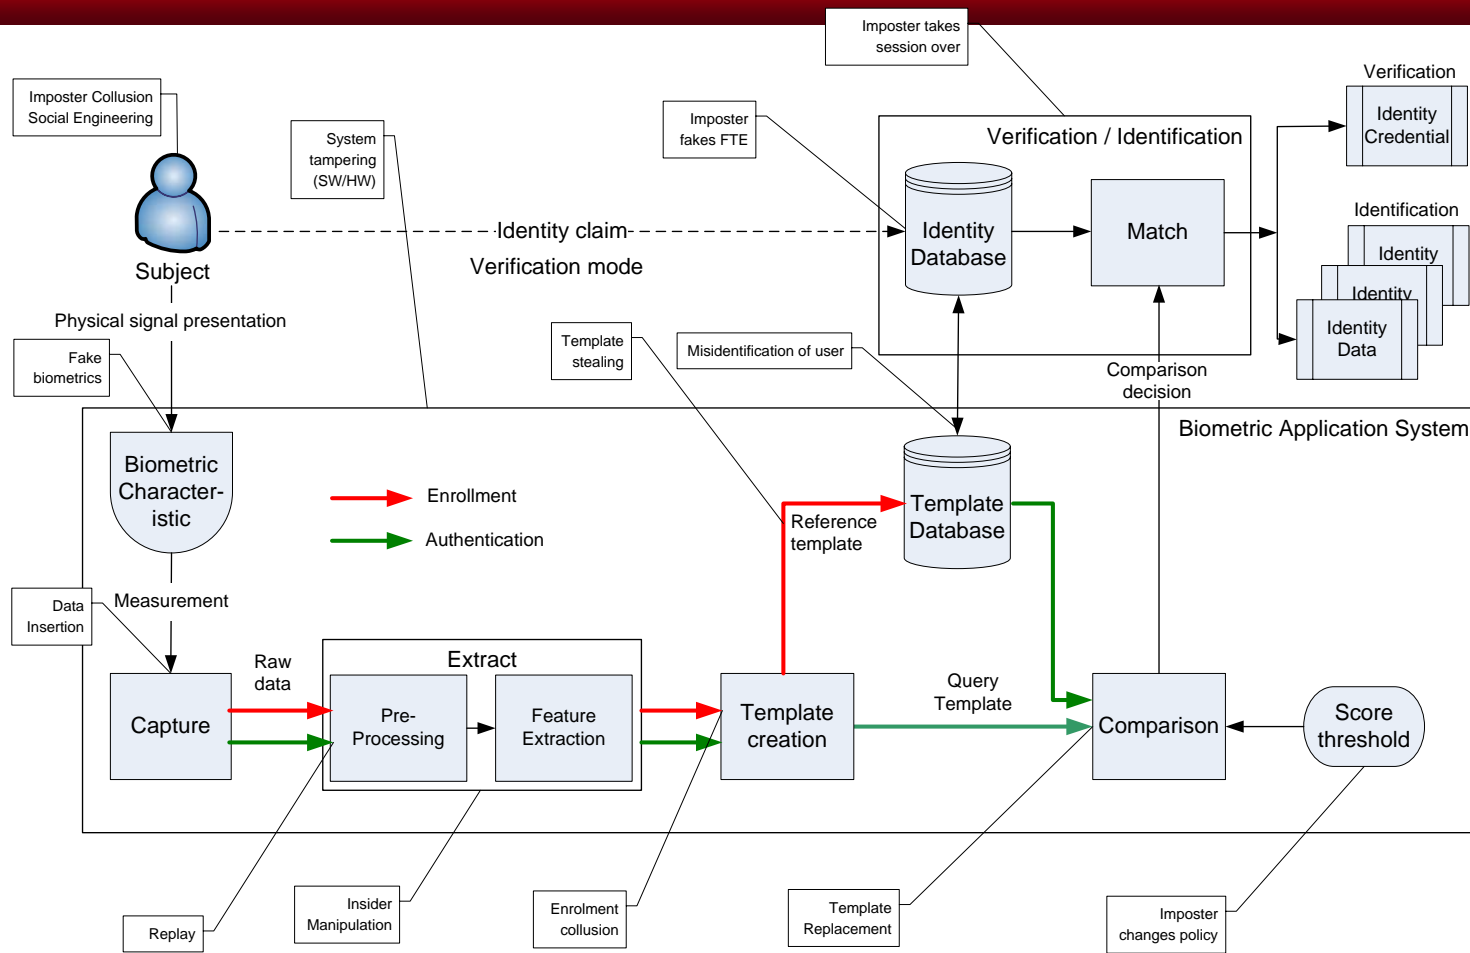 Imposter takes
session over
Verification
Identity
Credential
Imposter Collusion
Social Engineering
System
tampering
(SW/HW)
Imposter
fakes FTE
Verification / Identification
Identification
Identity
Identity
Identity
Data
Identity claim
Verification mode
Identity
Database
Match
Subject
Physical signal presentation
Fake
biometrics
Template
stealing
Misidentification of user
Comparison
decision
Biometric Application System
Biometric
Character-
istic
Enrollment
Authentication
Reference
template
Template
Database
Data
Insertion
Measurement
Raw
data
Extract
Capture
Pre-
Processing
Feature
Extraction
Template
creation
Query
Template
Comparison
Score
threshold
Replay
Insider
Manipulation
Enrolment
collusion
Template
Replacement
Imposter
changes policy